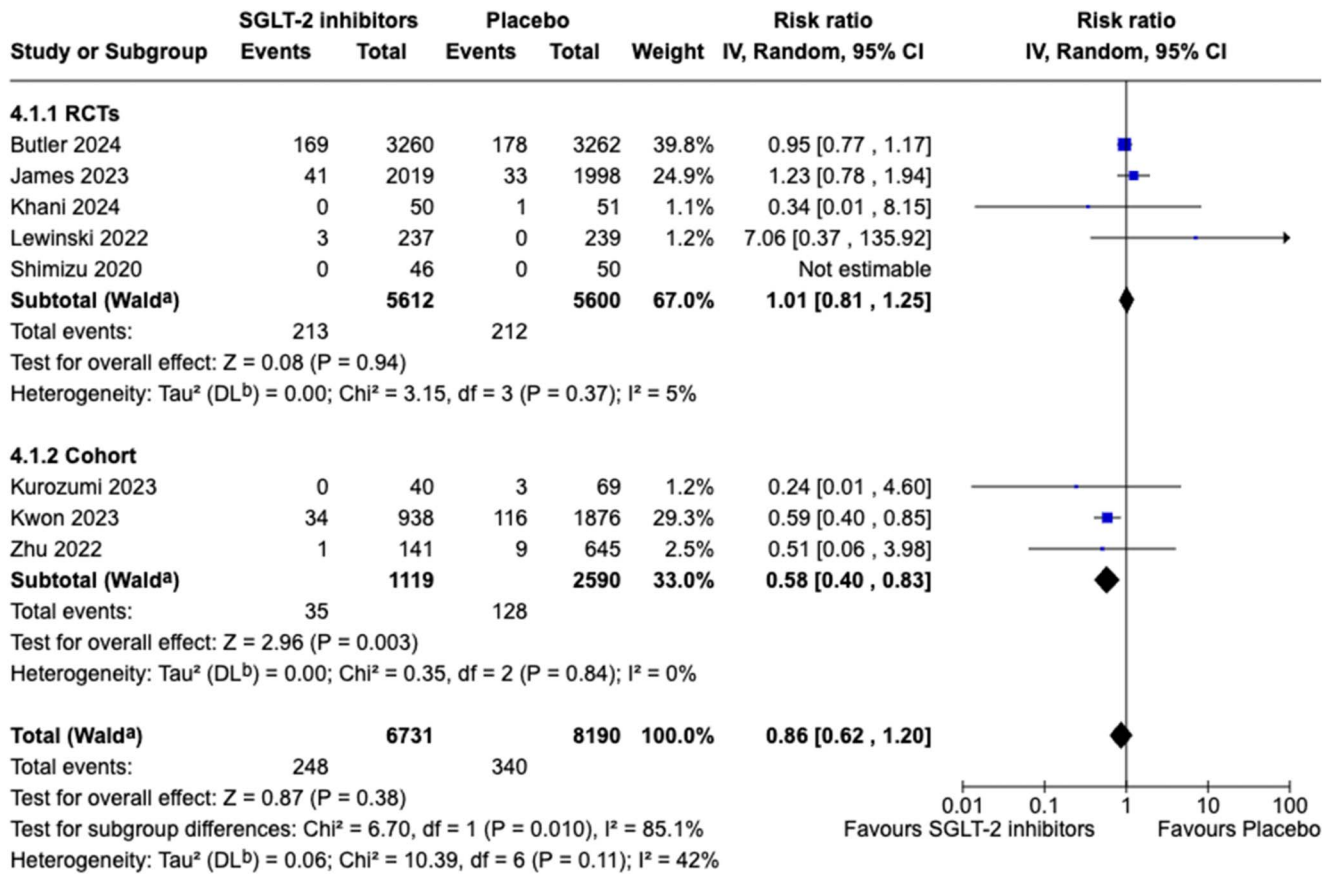 SGLT-2 inhibitors Placebo Risk ratio Risk ratio
Study or Subgroup Events Total Events Total Weight IV, Random, 95% CI IV, Random, 95% CI
4.1.1 RCTs
Butler 2024 169 3260 178 3262 39.8% 0.95 [0.77 , 1.17]
James 2023 41 2019 33 1998 24.9% 1.23 [0.78 , 1.94]
Khani 2024 0 50 1 51 1.1% 0.34 [0.01 , 8.15]
Lewinski 2022 3 237 0 239 1.2% 7.06 [0.37 , 135.92]
Shimizu 2020 0 46 0 50 Not estimable
Subtotal (Waldᵃ) 5612 5600 67.0% 1.01 [0.81 , 1.25]
Total events: 213 212
Test for overall effect: Z = 0.08 (P = 0.94)
Heterogeneity: Tau² (DLᵇ) = 0.00; Chi² = 3.15, df = 3 (P = 0.37); I² = 5%
4.1.2 Cohort
Kurozumi 2023 0 40 3 69 1.2% 0.24 [0.01 , 4.60]
Kwon 2023 34 938 116 1876 29.3% 0.59 [0.40 , 0.85]
Zhu 2022 1 141 9 645 2.5% 0.51 [0.06 , 3.98]
Subtotal (Waldᵃ) 1119 2590 33.0% 0.58 [0.40 , 0.83]
Total events: 35 128
Test for overall effect: Z = 2.96 (P = 0.003)
Heterogeneity: Tau² (DLᵇ) = 0.00; Chi² = 0.35, df = 2 (P = 0.84); I² = 0%
Total (Waldᵃ) 6731 8190 100.0% 0.86 [0.62 , 1.20]
Total events: 248 340
Test for overall effect: Z = 0.87 (P = 0.38)
Test for subgroup differences: Chi² = 6.70, df = 1 (P = 0.010), I² = 85.1%
Heterogeneity: Tau² (DLᵇ) = 0.06; Chi² = 10.39, df = 6 (P = 0.11); I² = 42%
0.01 0.1 1 10 100
Favours SGLT-2 inhibitors Favours Placebo